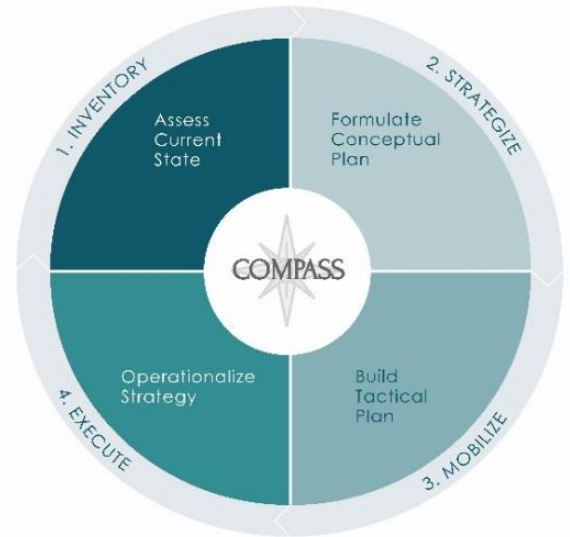 1. INVENTORY
Assess
Current
State
2. STRATEGIZE
Formulate
Conceptual
Plan
COMPASS
3. MOBILIZE
Build
Tactical
Plan
4. EXECUTE
Operationalize
Strategy